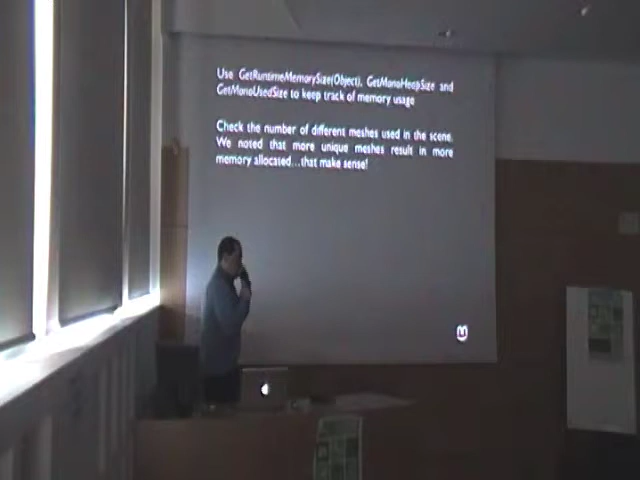 Use GetRuntimeMemorySize(Object), GetMonoHeapSize and
GetMonoUsedSize to keep track of memory usage
Check the number of different meshes used in the scene.
We noted that more unique meshes result in more
memory allocated...that make sense!